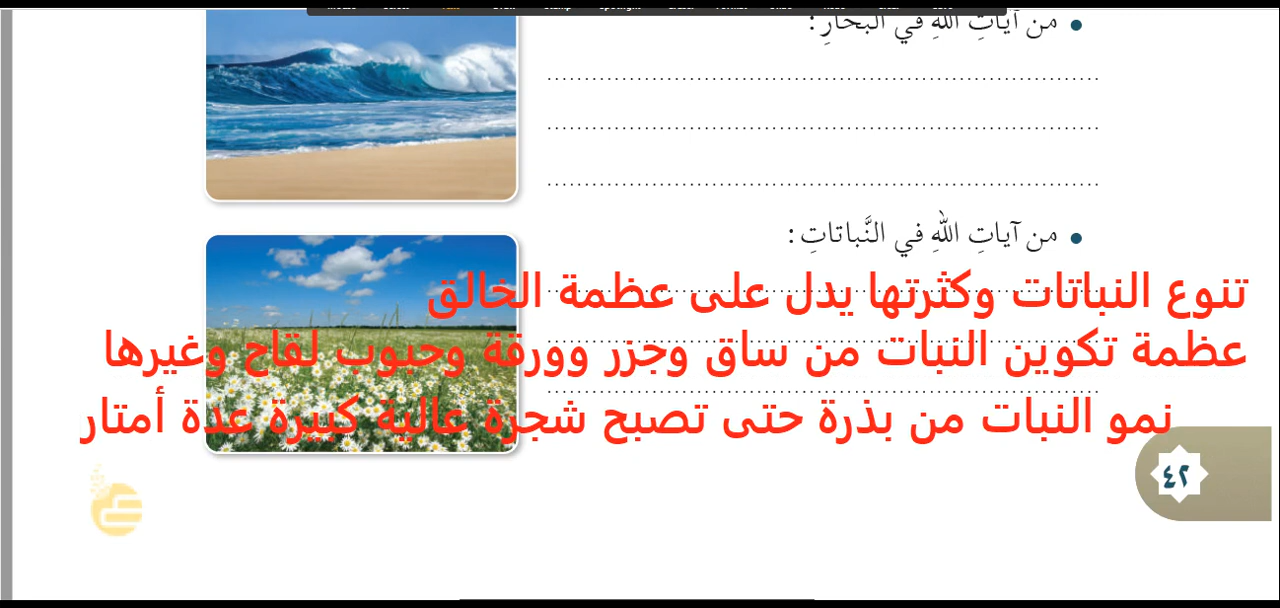 • من آياتِ اللهِ في البحارِ :
• من آياتِ اللهِ في النَّباتاتِ :
تنوع النباتات وكثرتها يدل على عظمة الخالق
عظمة تكوين النبات من ساق وجزر وورقة وحبوب لقاح وغيرها
نمو النبات من بذرة حتى تصبح شجرة عالية كبيرة عدة أمتار
٤٢